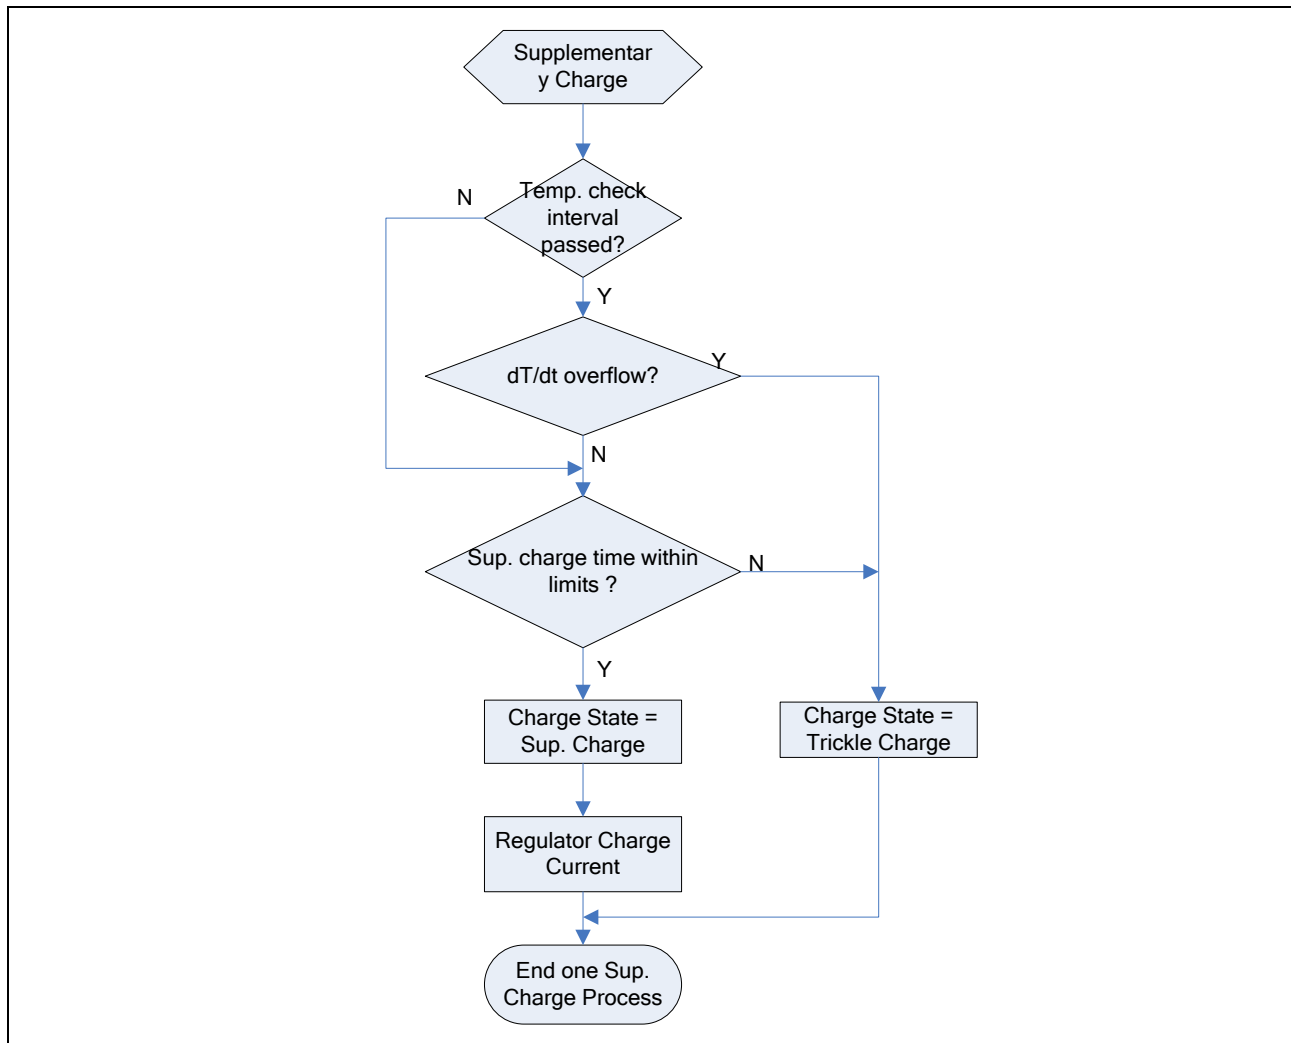 Supplementar
y Charge
Temp. check
interval
passed?
N
Y
dT/dt overflow?
Y
N
Sup. charge time within
limits ?
N
Y
Charge State =
Sup. Charge
Charge State =
Trickle Charge
Regulator Charge
Current
End one Sup.
Charge Process